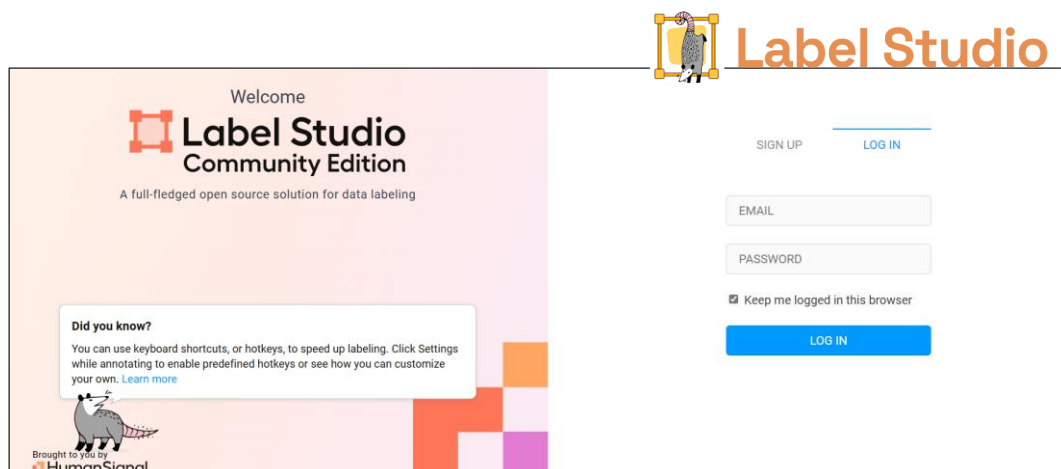 Label Studio
Welcome
Label Studio
Community Edition
A full-fledged open source solution for data labeling
Did you know?
You can use keyboard shortcuts, or hotkeys, to speed up labeling. Click Settings
while annotating to enable predefined hotkeys or see how you can customize
your own. Learn more
Brought to you by
HumanSignal
SIGN UP
LOG IN
EMAIL
PASSWORD
Keep me logged in this browser
LOG IN